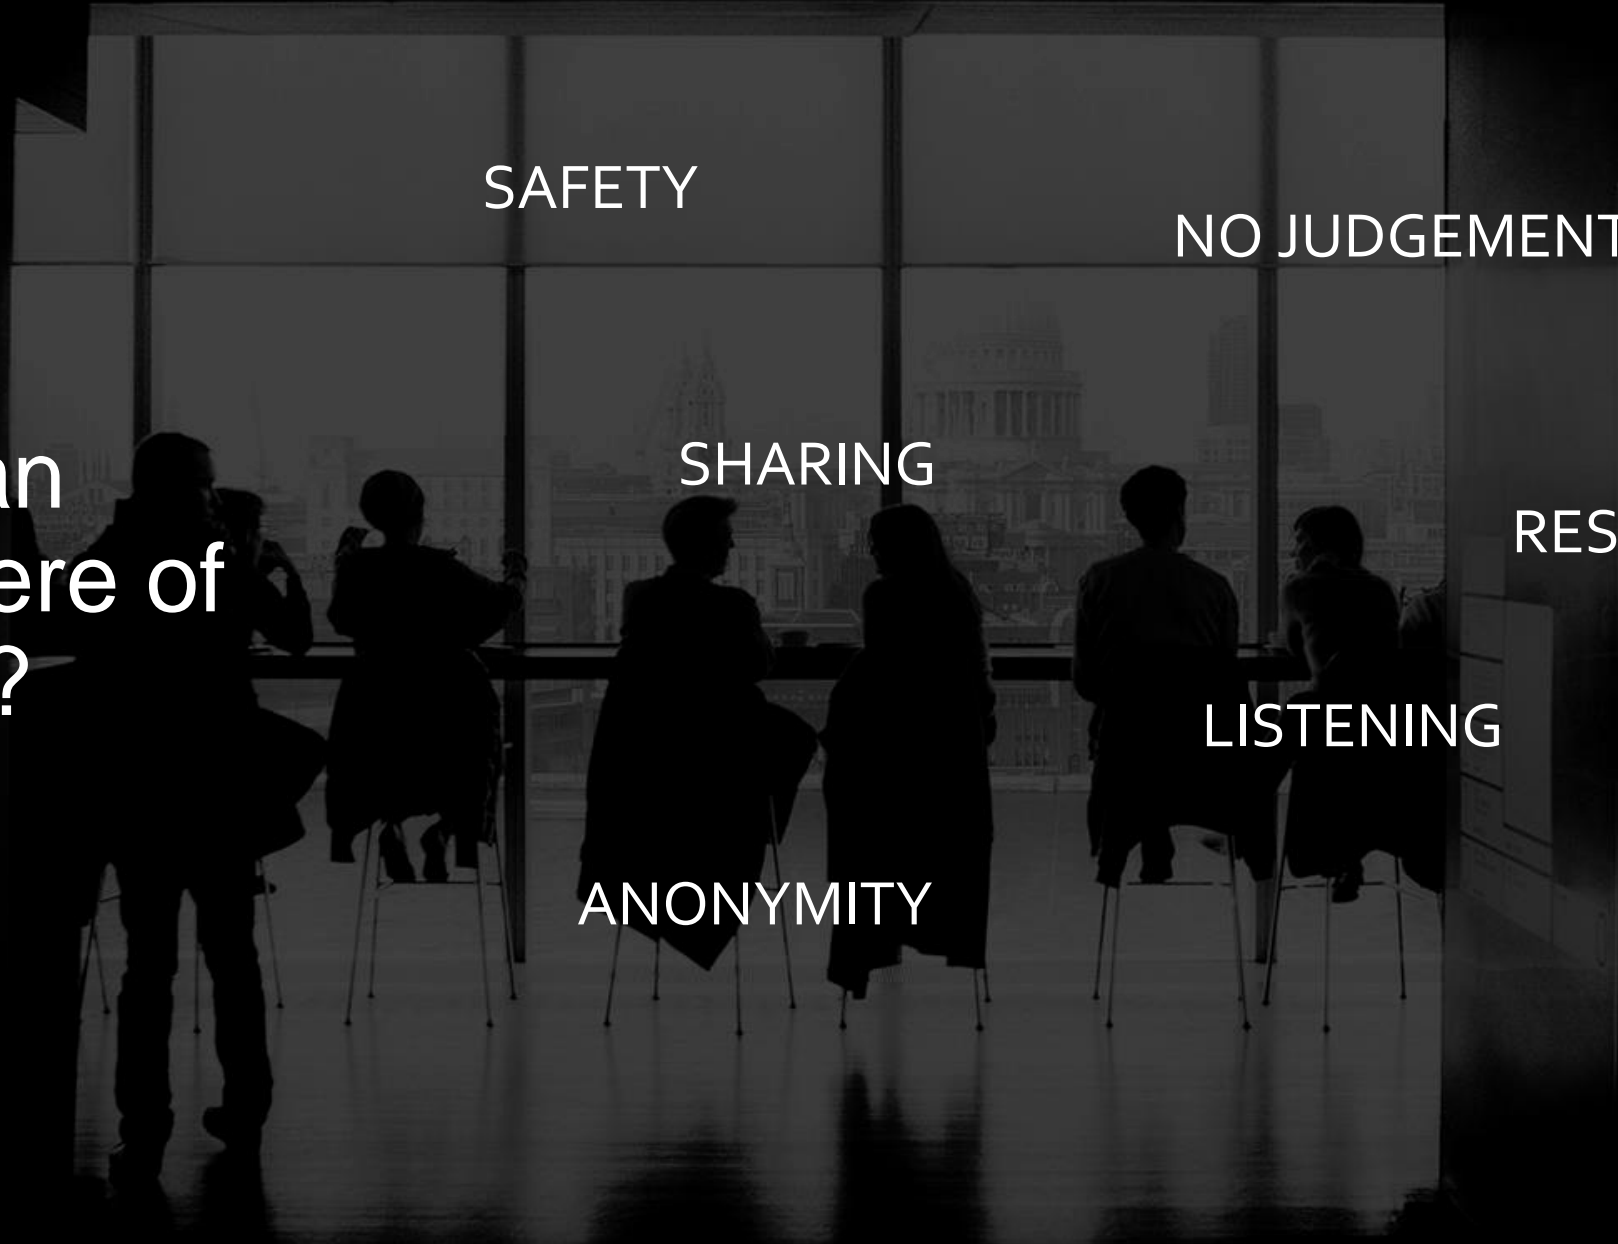 an
ere of
?
SAFETY
NO JUDGEMENT
SHARING
RES
LISTENING
ANONYMITY